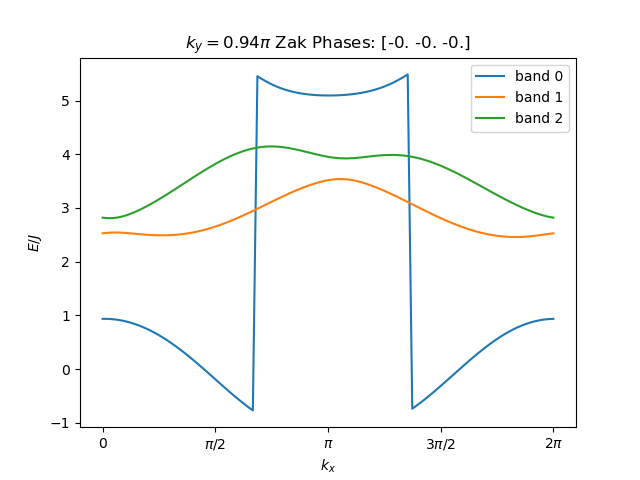 $k_y = 0.94\pi$ Zak Phases: [-0. -0. -0.]
band 0
band 1
band 2
5
4
3
2
1
0
−1
E/J
0
π/2
π
3π/2
2π
$k_x$